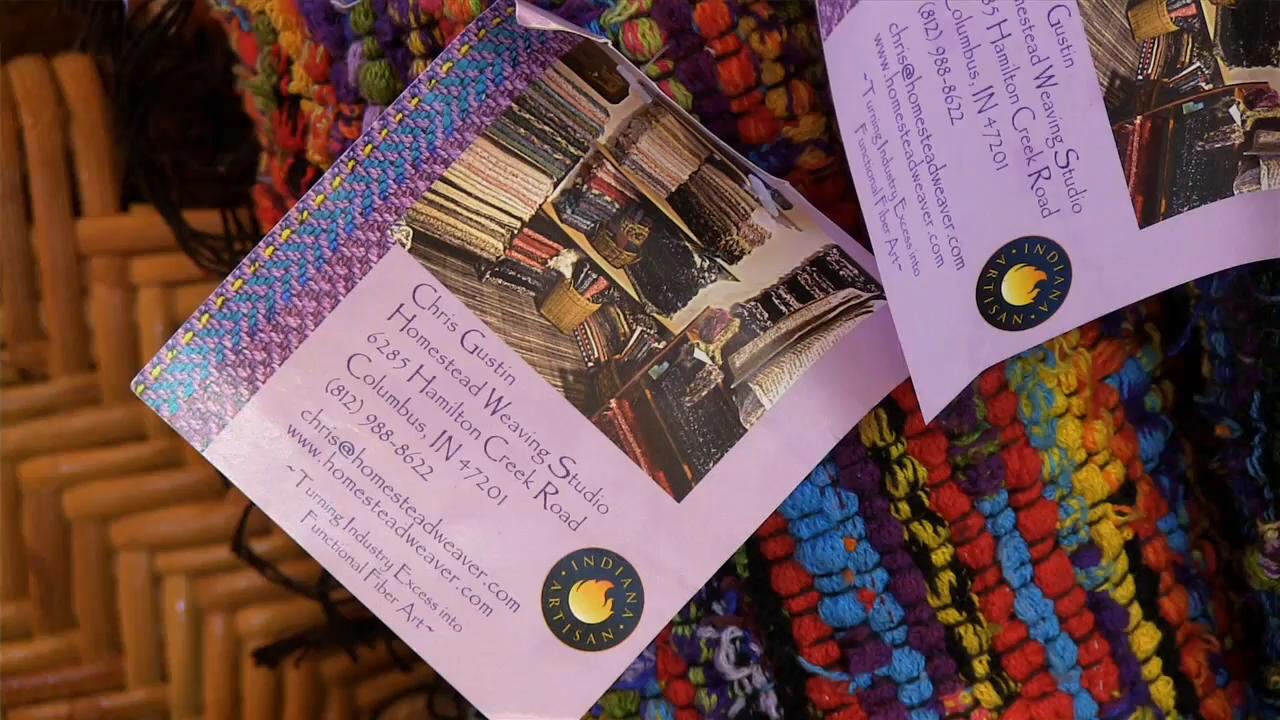 Chris Gustin
Homestead Weaving Studio
6285 Hamilton Creek Road
Columbus, IN 47201
(812) 988-8622
chris@homesteadweaver.com
www.homesteadweaver.com
~Turning Industry Excess into
Functional Fiber Art~
INDIANA
ARTISAN
Gustin
mestead Weaving Studio
85 Hamilton Creek Road
Columbus, IN 47201
(812) 988-8622
chris@homesteadweaver.com
www.homesteadweaver.com
~Turning Industry Excess into
Functional Fiber Art~
INDIANA
ARTISAN